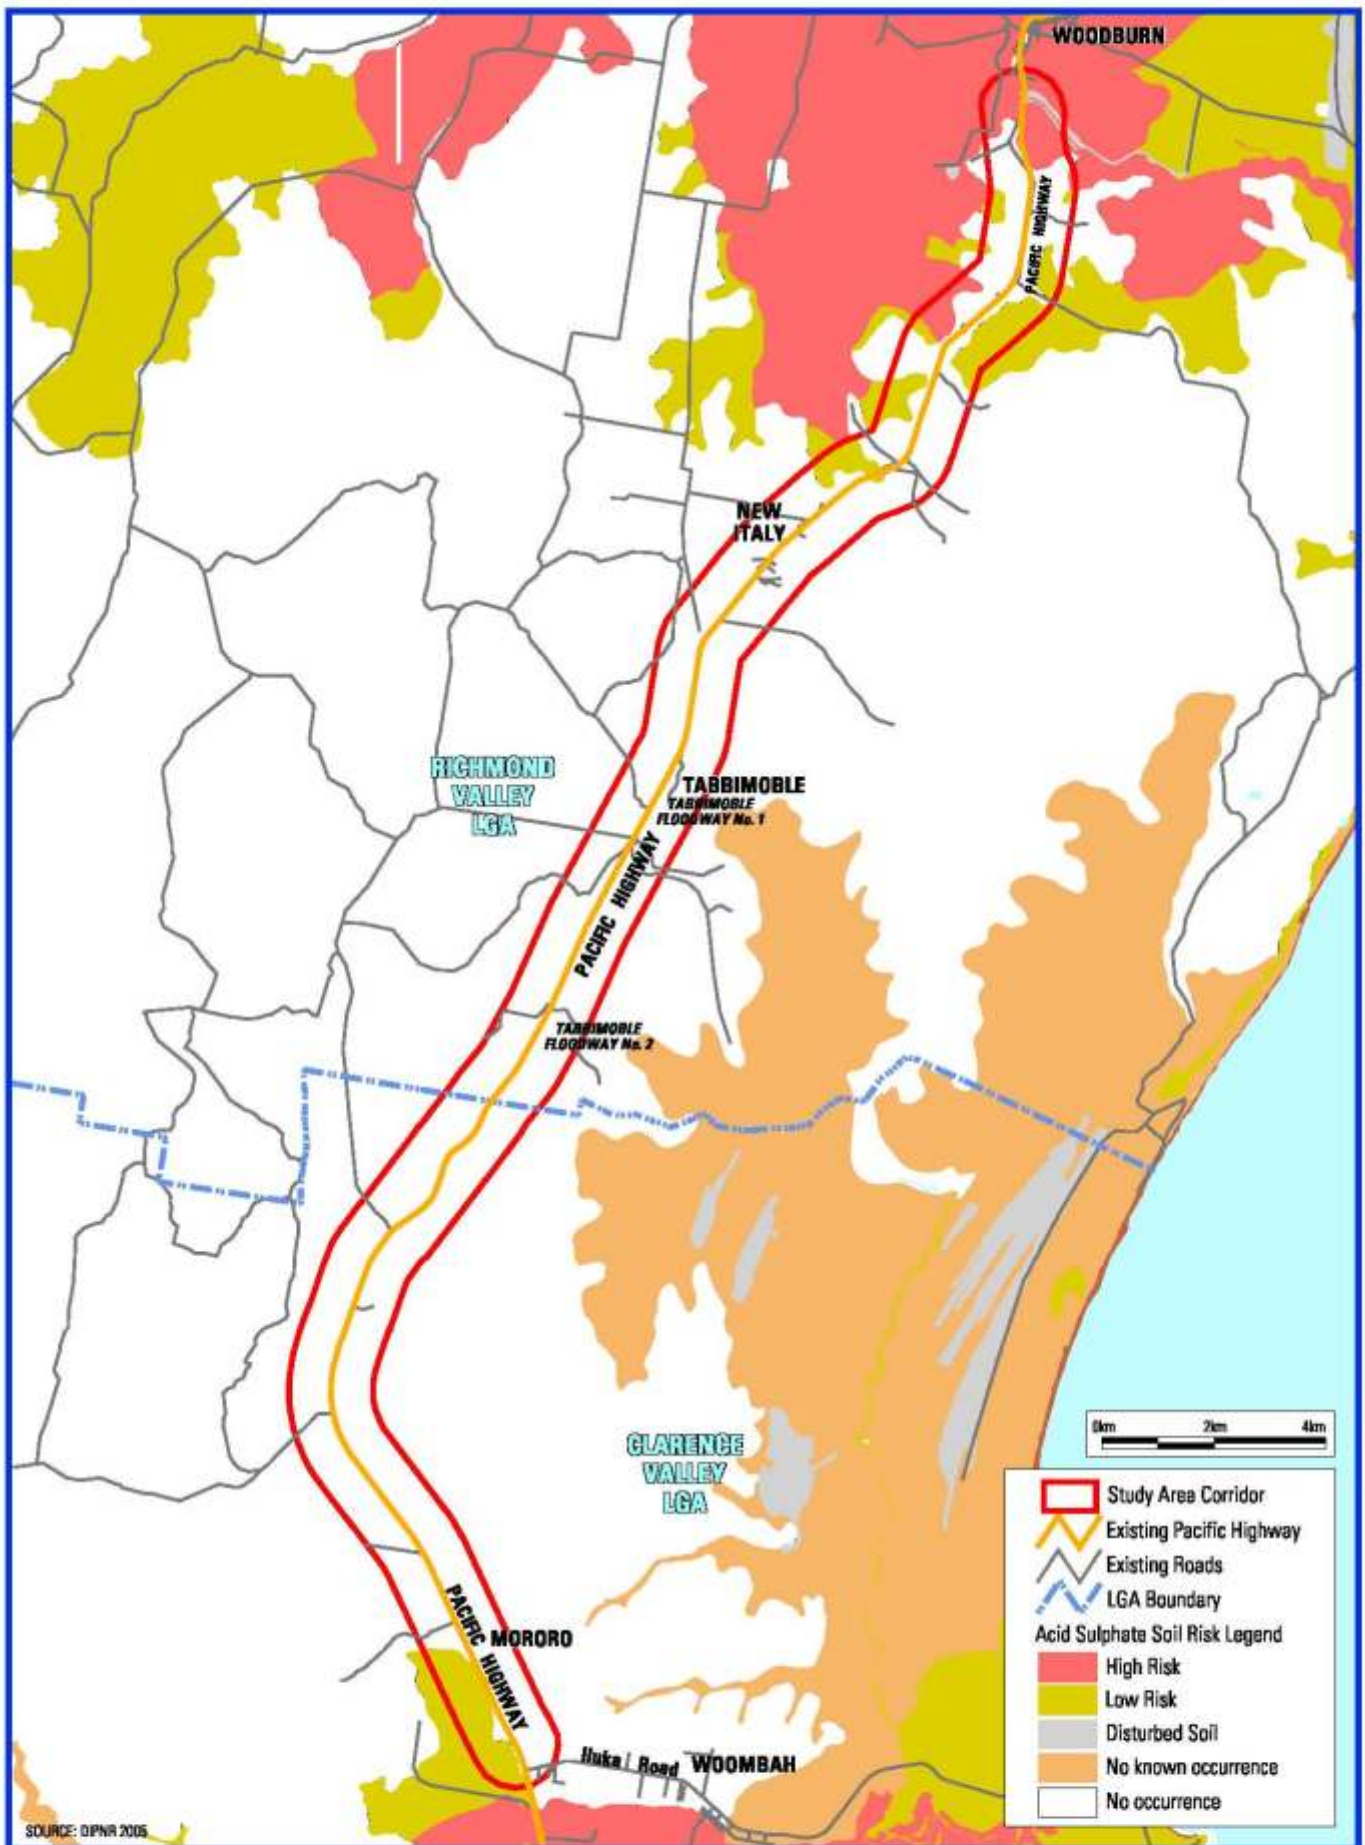 WOODBURN
PACIFIC HIGHWAY
NEW
ITALY
RICHMOND
VALLEY
LGA
TABBIMOBLE
TABBIMOBLE
FLOODWAY No. 1
PACIFIC HIGHWAY
TABBIMOBLE
FLOODWAY No. 2
CLARENCE
VALLEY
LGA
0km 2km 4km
Study Area Corridor
Existing Pacific Highway
Existing Roads
LGA Boundary
Acid Sulphate Soil Risk Legend
High Risk
Low Risk
Disturbed Soil
No known occurrence
No occurrence
PACIFIC HIGHWAY
MORORO
Iluka Road WOOMBAH
SOURCE: DIPNR 2005